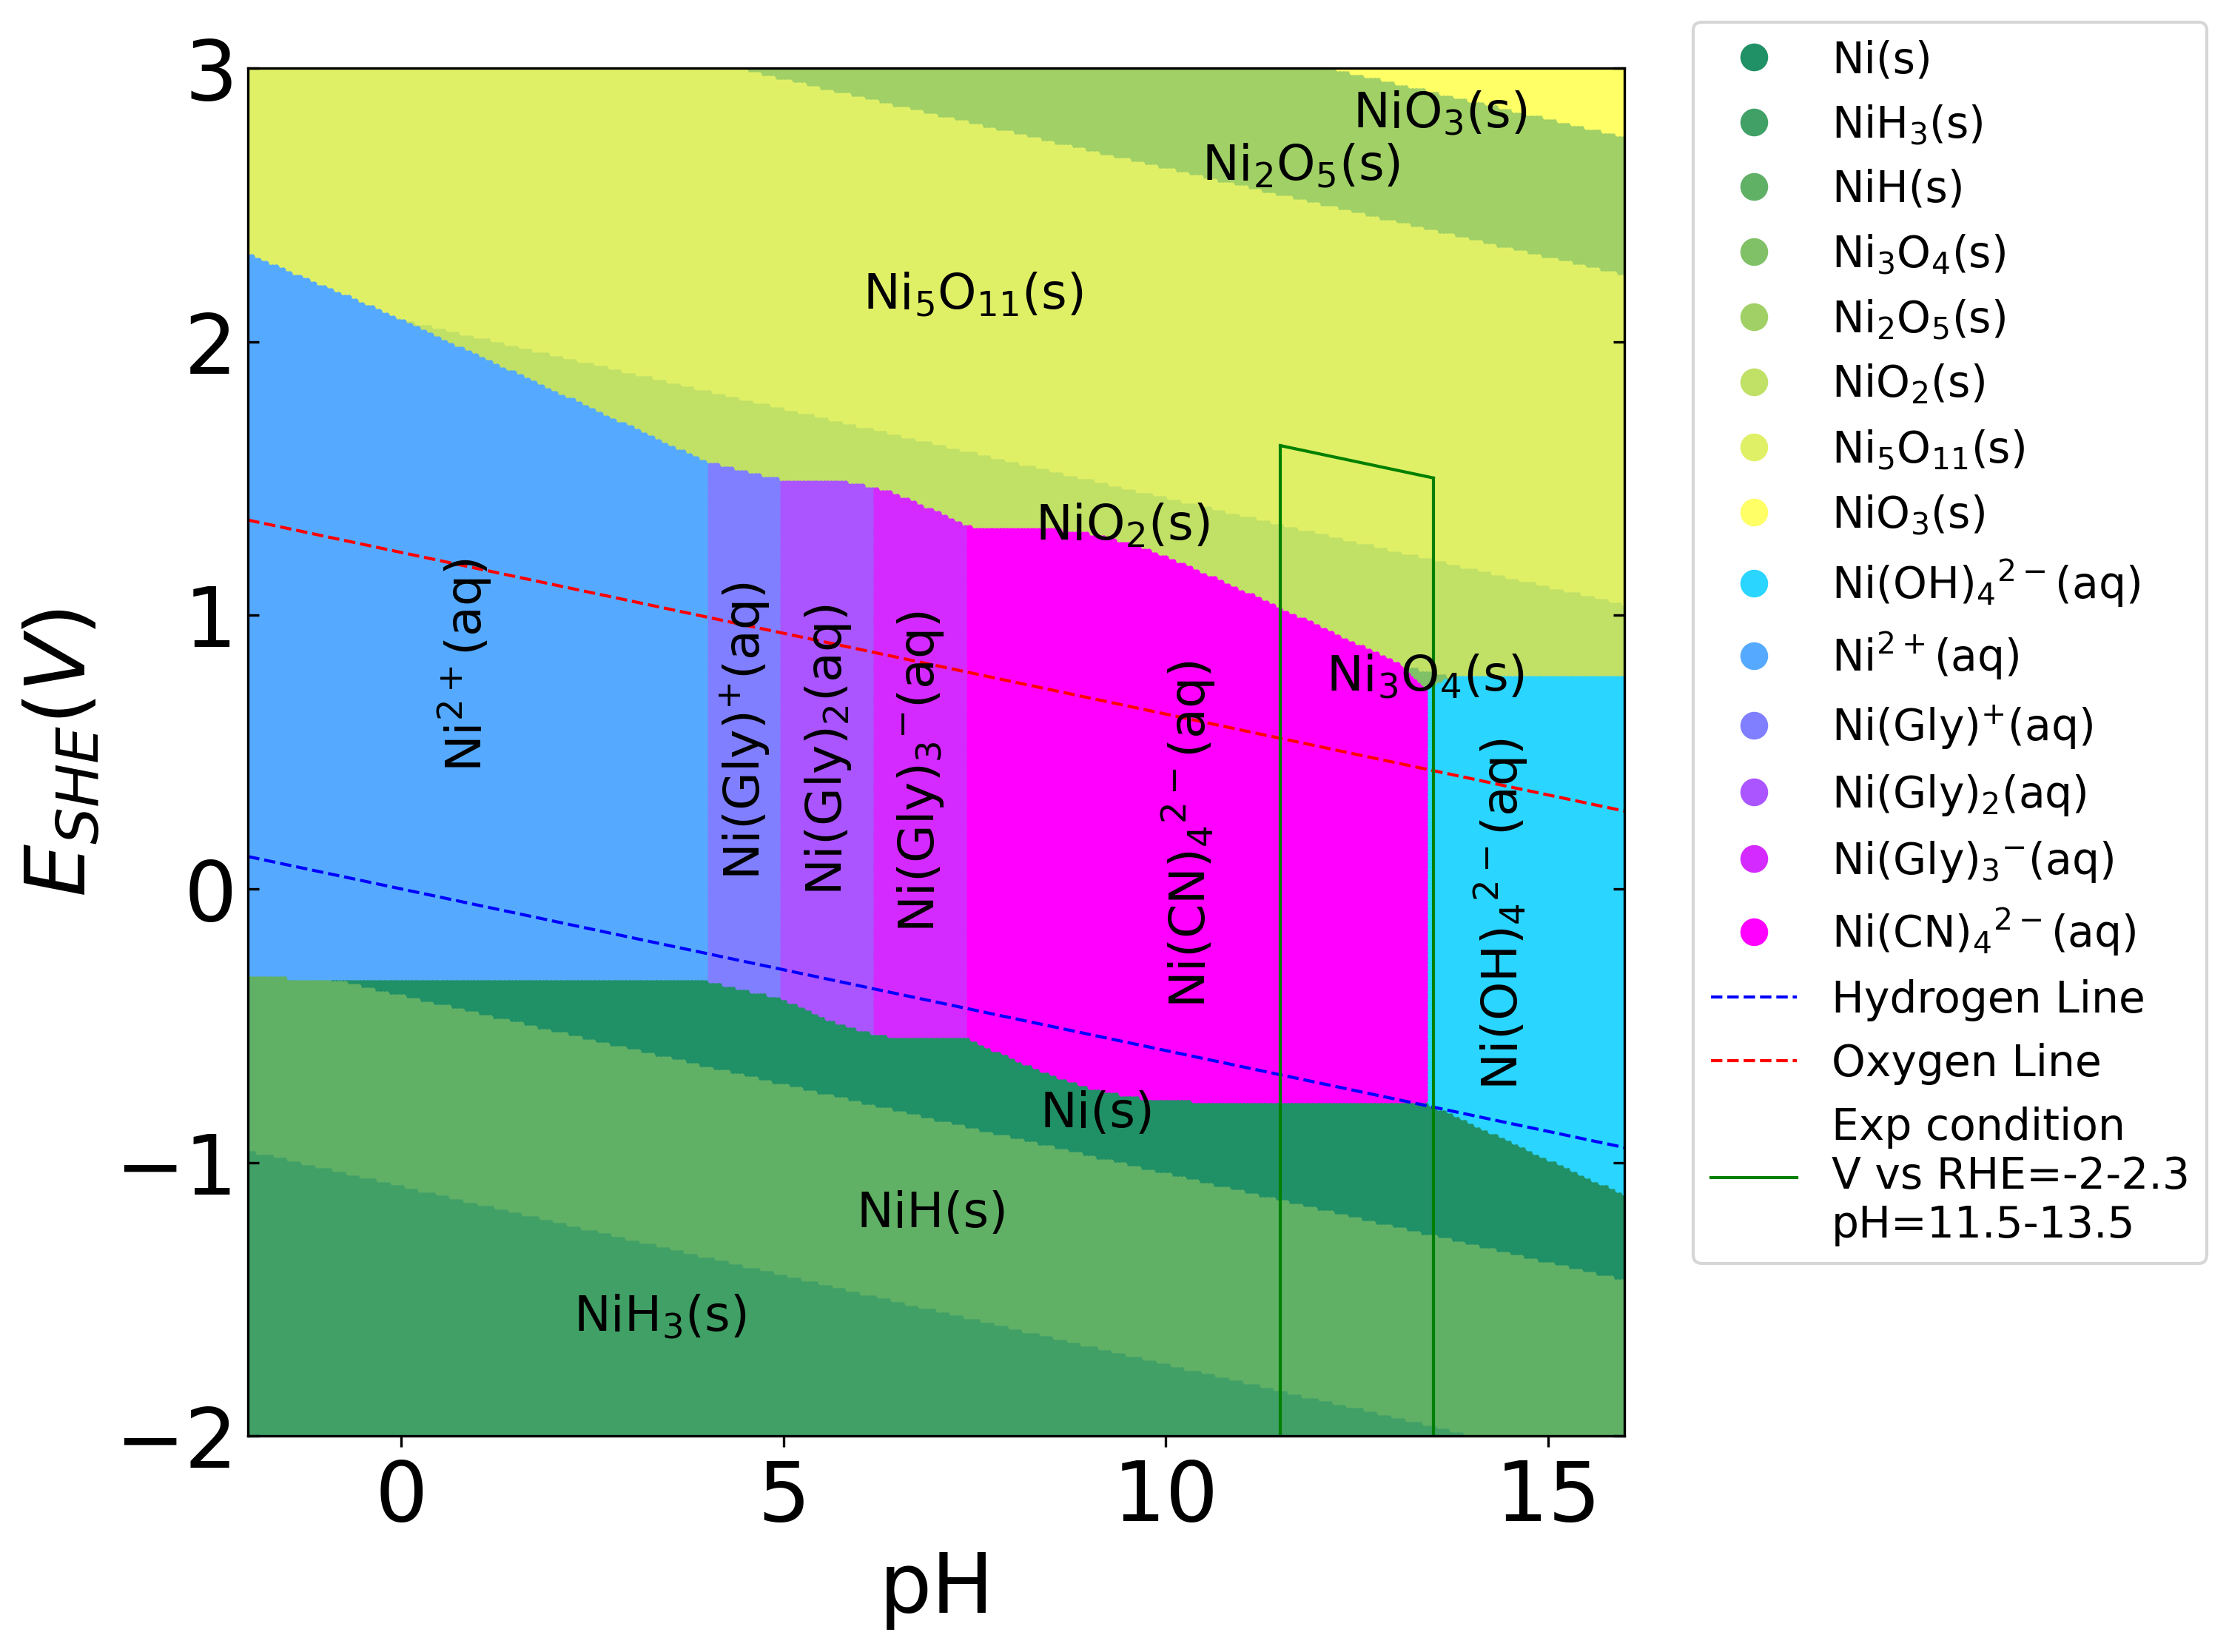 3
2
1
0
−1
−2
E_SHE(V)
0
5
10
15
pH
NiO₃(s)
Ni₂O₅(s)
Ni₅O₁₁(s)
NiO₂(s)
Ni₃O₄(s)
Ni²⁺(aq)
Ni(Gly)⁺(aq)
Ni(Gly)₂(aq)
Ni(Gly)₃⁻(aq)
Ni(CN)₄²⁻(aq)
Ni(OH)₄²⁻(aq)
Ni(s)
NiH(s)
NiH₃(s)
Ni(s)
NiH₃(s)
NiH(s)
Ni₃O₄(s)
Ni₂O₅(s)
NiO₂(s)
Ni₅O₁₁(s)
NiO₃(s)
Ni(OH)₄²⁻(aq)
Ni²⁺(aq)
Ni(Gly)⁺(aq)
Ni(Gly)₂(aq)
Ni(Gly)₃⁻(aq)
Ni(CN)₄²⁻(aq)
Hydrogen Line
Oxygen Line
Exp condition
V vs RHE=-2-2.3
pH=11.5-13.5